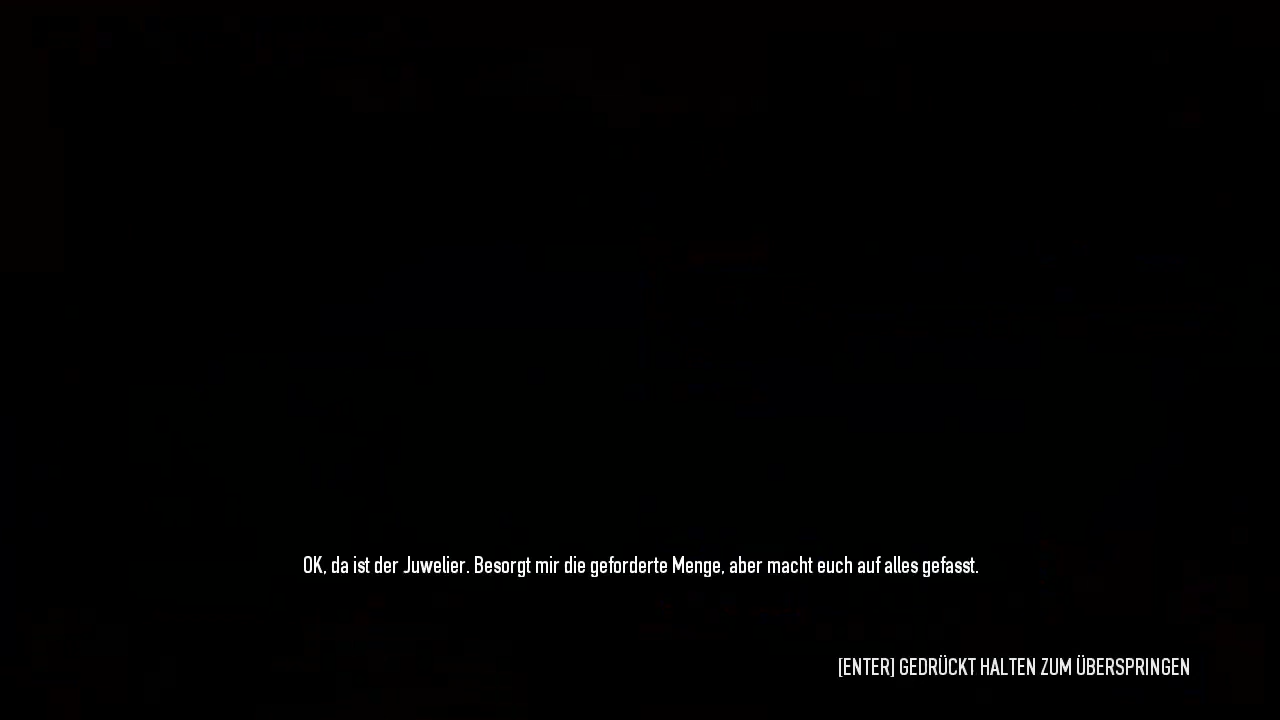 OK, da ist der Juwelier. Besorgt mir die geforderte Menge, aber macht euch auf alles gefasst.
[ENTER] GEDRÜCKT HALTEN ZUM ÜBERSPRINGEN